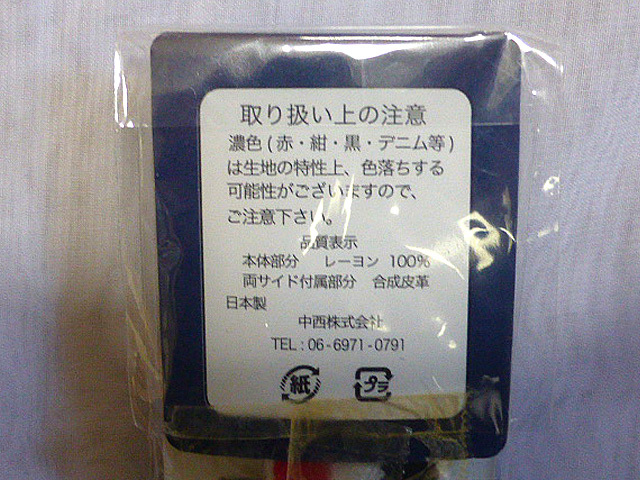 取り扱い上の注意
濃色(赤・紺・黒・デニム等)
は生地の特性上、色落ちする
可能性がございますので、
ご注意下さい。
品質表示
本体部分 レーヨン 100%
両サイド付属部分 合成皮革
日本製
中西株式会社
TEL:06-6971-0791
紙 プラ